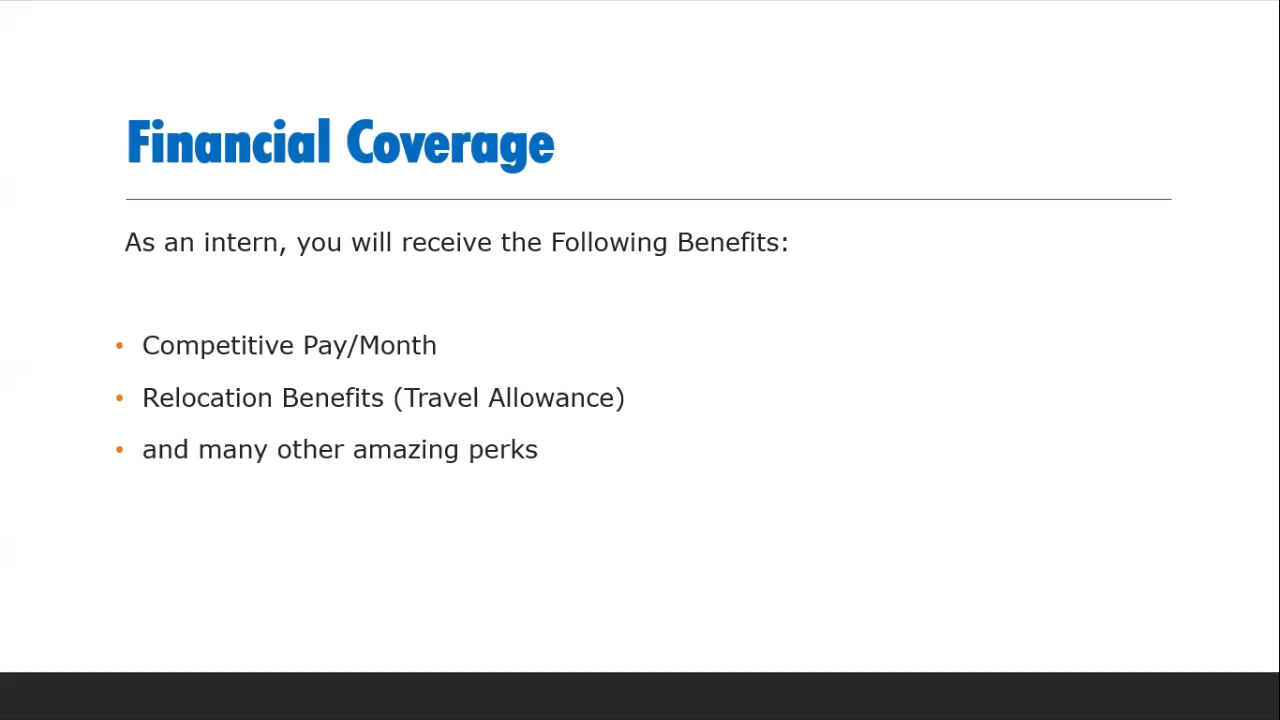 Financial Coverage
As an intern, you will receive the Following Benefits:
• Competitive Pay/Month
• Relocation Benefits (Travel Allowance)
• and many other amazing perks